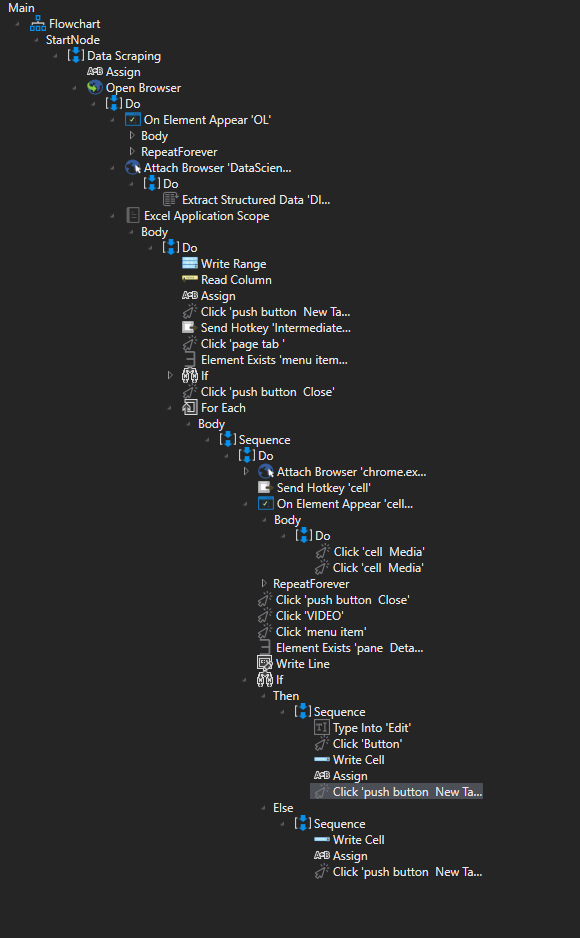 Main
Flowchart
StartNode
Data Scraping
A=B Assign
Open Browser
Do
On Element Appear 'OL'
Body
RepeatForever
Attach Browser 'DataScien...
Do
Extract Structured Data 'DI...
Excel Application Scope
Body
Do
Write Range
Read Column
A=B Assign
Click 'push button  New Ta...
Send Hotkey 'Intermediate...
Click 'page tab '
Element Exists 'menu item...
If
Click 'push button  Close'
For Each
Body
Sequence
Do
Attach Browser 'chrome.ex...
Send Hotkey 'cell'
On Element Appear 'cell...
Body
Do
Click 'cell  Media'
Click 'cell  Media'
RepeatForever
Click 'push button  Close'
Click 'VIDEO'
Click 'menu item'
Element Exists 'pane  Deta...
Write Line
If
Then
Sequence
TI Type Into 'Edit'
Click 'Button'
Write Cell
A=B Assign
Click 'push button  New Ta...
Else
Sequence
Write Cell
A=B Assign
Click 'push button  New Ta...